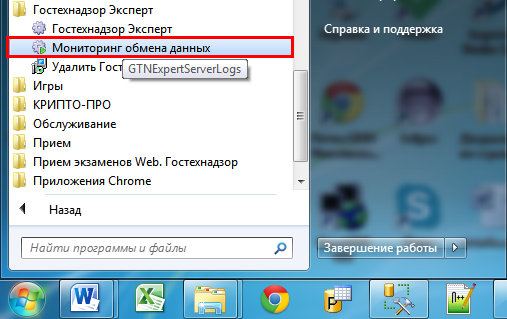 Гостехнадзор Эксперт
Гостехнадзор Эксперт
Мониторинг обмена данных
Удалить Гост
GTNExpertServerLogs
Игры
КРИПТО-ПРО
Обслуживание
Прием
Прием экзаменов Web. Гостехнадзор
Приложения Chrome
Назад
Найти программы и файлы
Справка и поддержка
Завершение работы